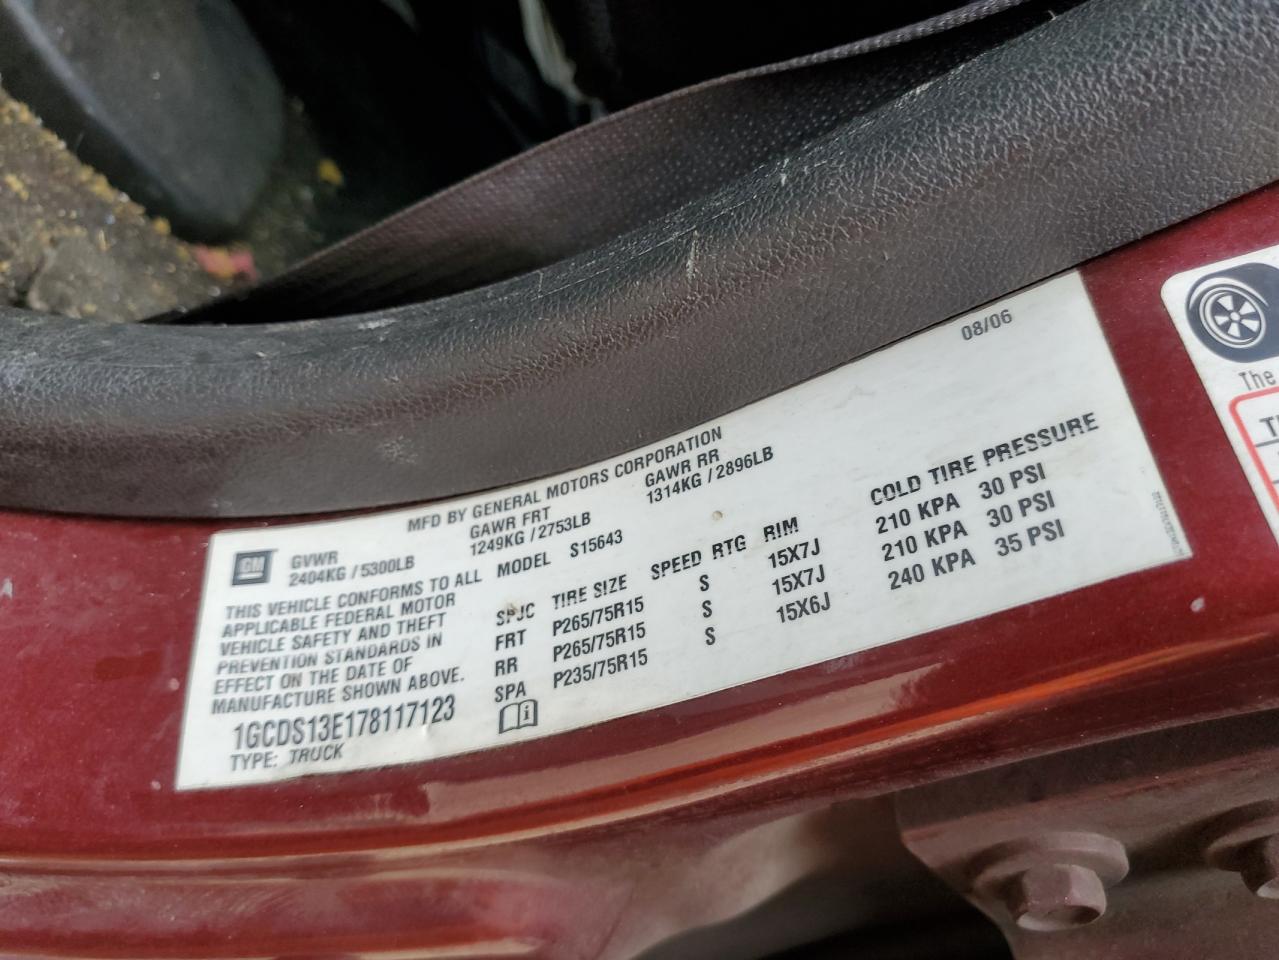 08/06
MFD BY GENERAL MOTORS CORPORATION
GM
GVWR GAWR FRT GAWR RR
2404KG / 5300LB 1249KG / 2753LB 1314KG / 2896LB
THIS VEHICLE CONFORMS TO ALL
APPLICABLE FEDERAL MOTOR
VEHICLE SAFETY AND THEFT
PREVENTION STANDARDS IN
EFFECT ON THE DATE OF
MANUFACTURE SHOWN ABOVE.
1GCDS13E178117123
TYPE: TRUCK
MODEL S15643
TIRE SIZE SPEED RTG RIM COLD TIRE PRESSURE
FRT P265/75R15 S 15X7J 210 KPA 30 PSI
RR P265/75R15 S 15X7J 210 KPA 30 PSI
SPA P235/75R15 S 15X6J 240 KPA 35 PSI
i
The